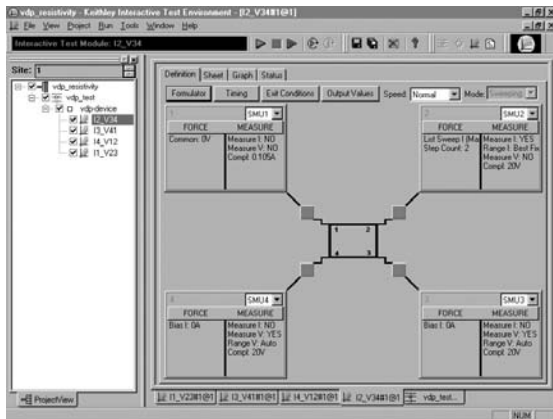 vdp_resistivity - Keithley Interactive Test Environment - [I2_V34#1@1]
File View Project Run Tools Window Help
Interactive Test Module: I2_V34
Site: 1
vdp_resistivity
vdp_test
vdp-device
I2_V34
I3_V41
I4_V12
I1_V23
ProjectView
Definition Sheet Graph Status
Formulator Timing Exit Conditions Output Values Speed: Normal Mode: Sweeping
1 SMU1
FORCE MEASURE
Common: 0V
Measure I: NO
Measure V: NO
Compl: 0.105A
2 SMU2
FORCE MEASURE
List Sweep I (Ma
Step Count: 2
Measure I: YES
Range I: Best Fix
Measure V: NO
Compl: 20V
1 2
4 3
4 SMU4
FORCE MEASURE
Bias I: 0A
Measure I: NO
Measure V: YES
Range V: Auto
Compl: 20V
3 SMU3
FORCE MEASURE
Bias I: 0A
Measure I: NO
Measure V: YES
Range V: Auto
Compl: 20V
I1_V23#1@1 I3_V41#1@1 I4_V12#1@1 I2_V34#1@1 vdp_test...
NUM